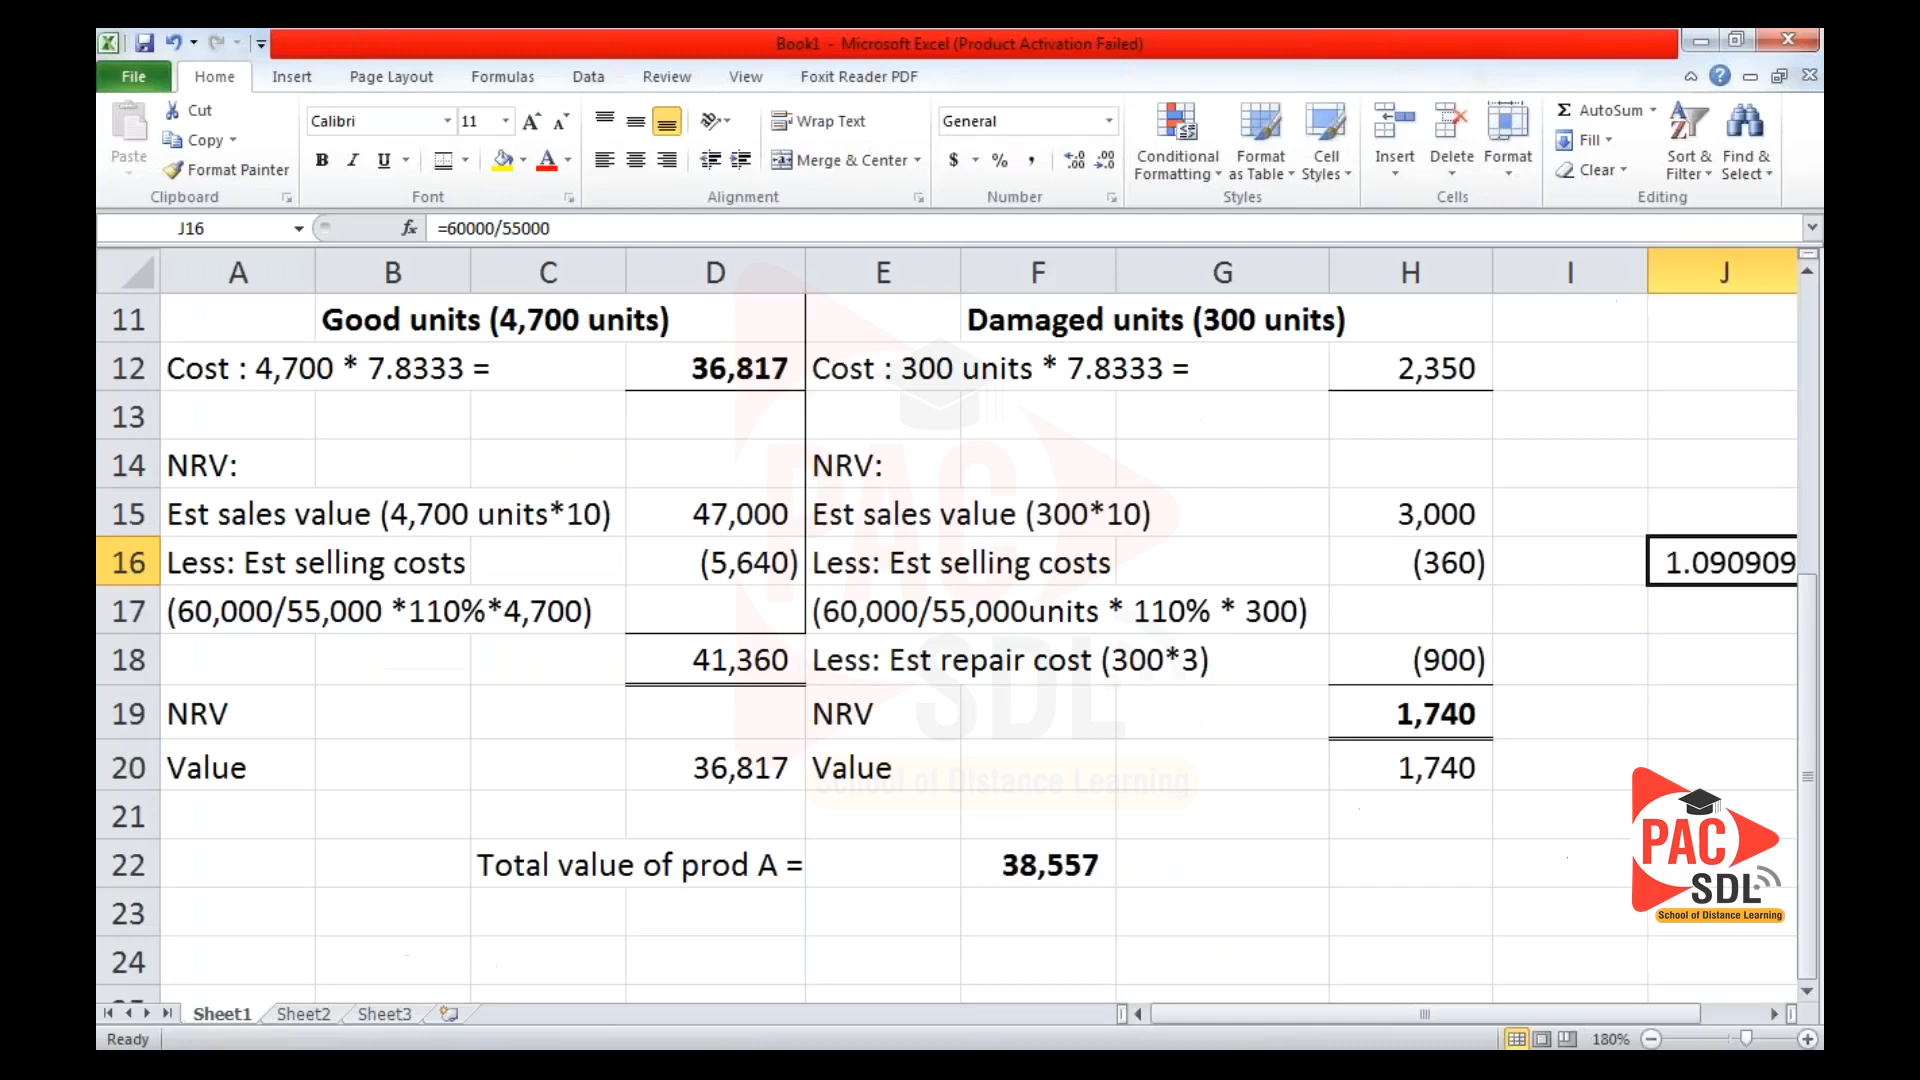 Book1 - Microsoft Excel (Product Activation Failed)
File Home Insert Page Layout Formulas Data Review View Foxit Reader PDF
Paste
Cut
Copy
Format Painter
Clipboard
Calibri 11
B I U
Font
Wrap Text
Merge & Center
Alignment
General
$ % ,
Number
Conditional Formatting
Format as Table
Cell Styles
Styles
Insert Delete Format
Cells
Σ AutoSum
Fill
Clear
Sort & Filter
Find & Select
Editing
J16 fx =60000/55000
A B C D E F G H I J
11 Good units (4,700 units) Damaged units (300 units)
12 Cost : 4,700 * 7.8333 = 36,817 Cost : 300 units * 7.8333 = 2,350
13
14 NRV: NRV:
15 Est sales value (4,700 units*10) 47,000 Est sales value (300*10) 3,000
16 Less: Est selling costs (5,640) Less: Est selling costs (360) 1.090909
17 (60,000/55,000 *110%*4,700) (60,000/55,000units * 110% * 300)
18 41,360 Less: Est repair cost (300*3) (900)
19 NRV NRV 1,740
20 Value 36,817 Value 1,740
21
22 Total value of prod A = 38,557
23
24
PAC
SDL
School of Distance Learning
PAC
SDL
School of Distance Learning
Sheet1 Sheet2 Sheet3
Ready 180%